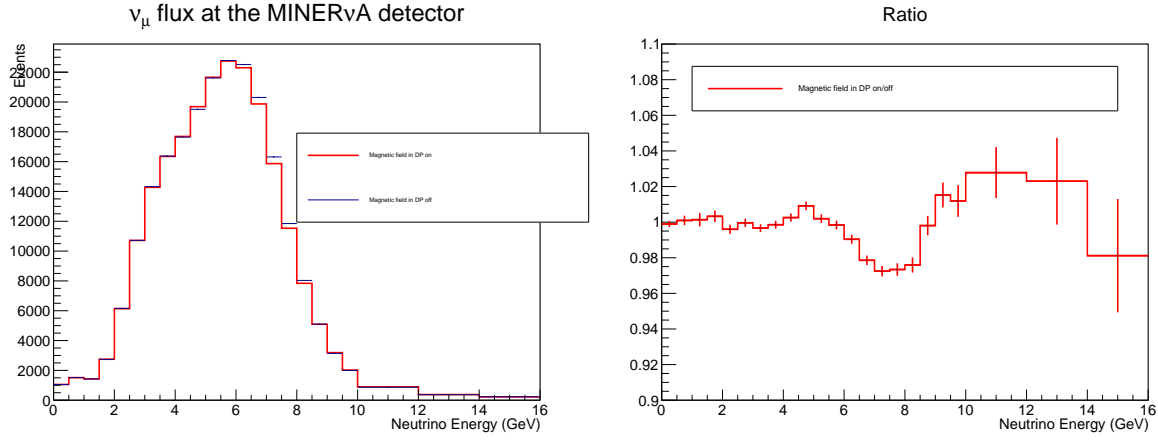 νμ flux at the MINERνA detector
Events
22000
20000
18000
16000
14000
12000
10000
8000
6000
4000
2000
0
Magnetic field in DP on
Magnetic field in DP off
0 2 4 6 8 10 12 14 16
Neutrino Energy (GeV)
Ratio
1.1
1.08
1.06
1.04
1.02
1
0.98
0.96
0.94
0.92
0.9
Magnetic field in DP on/off
0 2 4 6 8 10 12 14 16
Neutrino Energy (GeV)